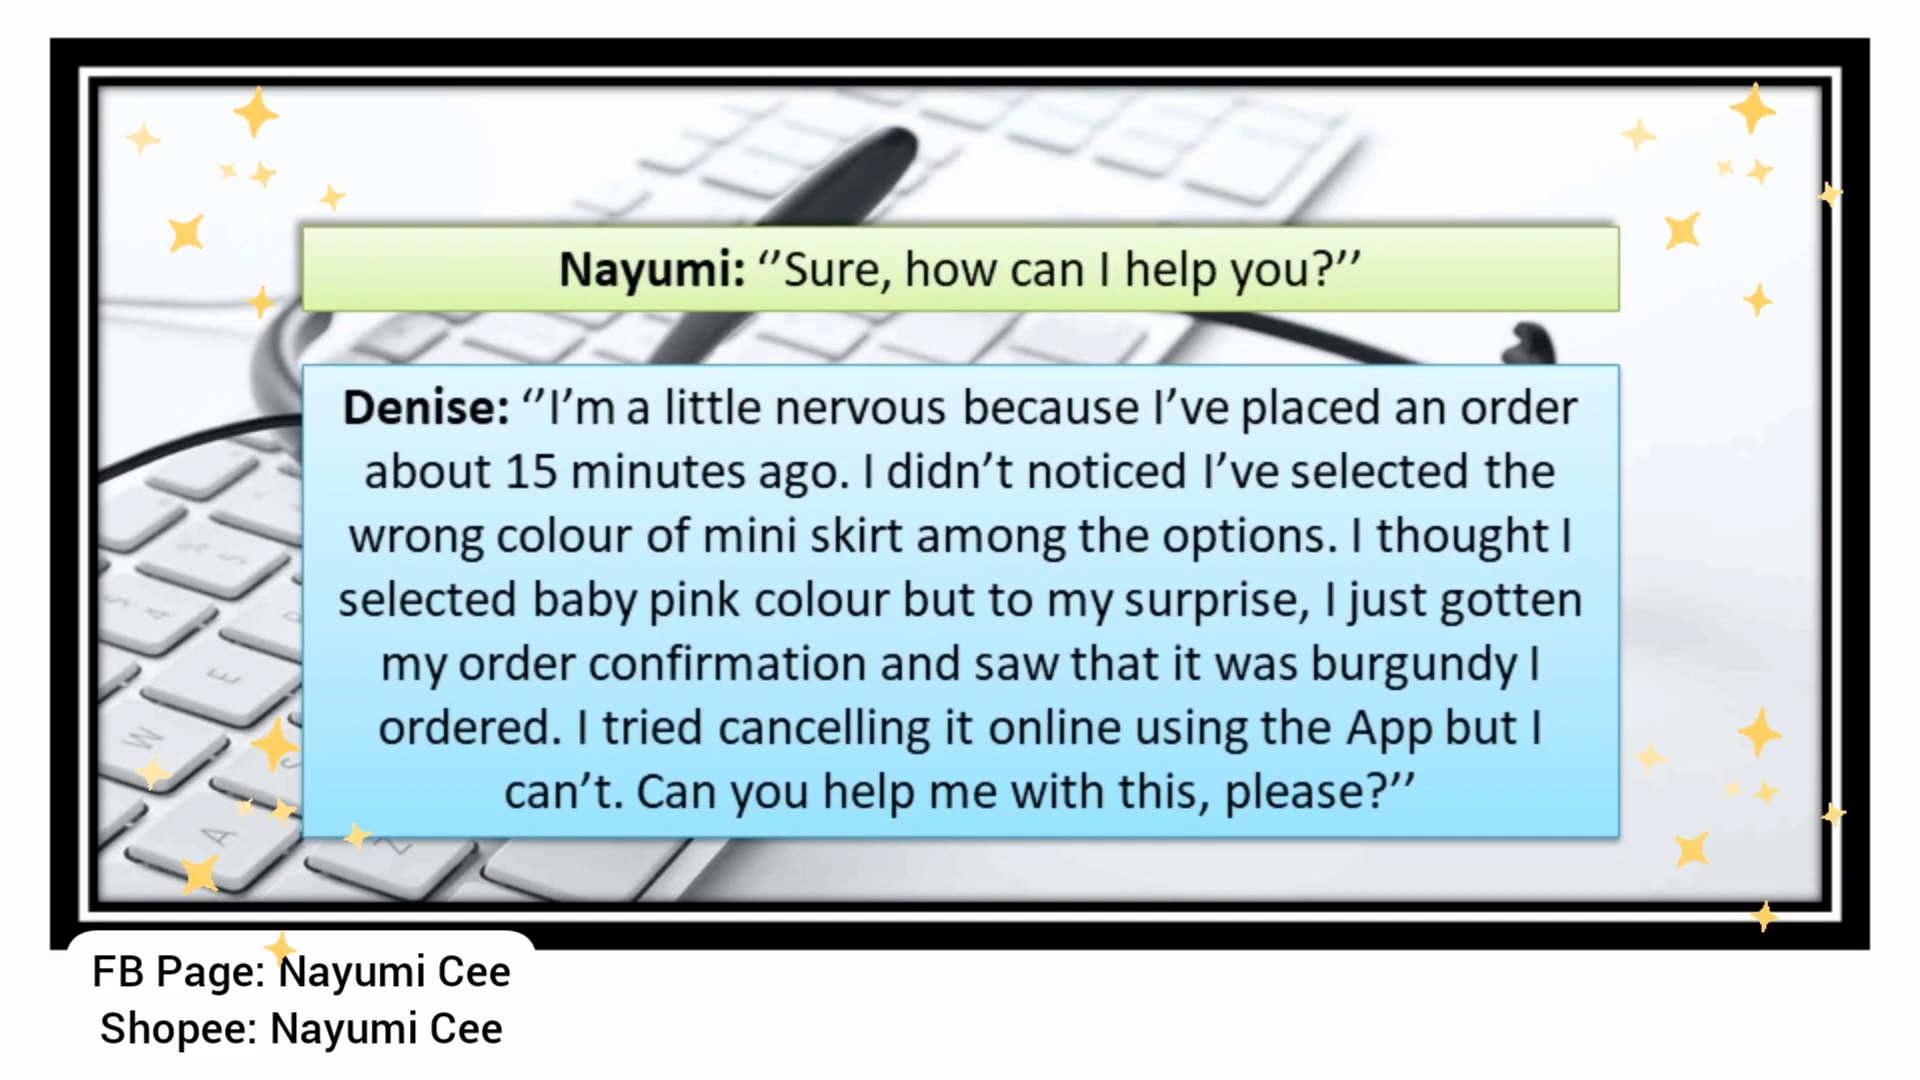 Nayumi: ‘’Sure, how can I help you?’’
Denise: ‘’I’m a little nervous because I’ve placed an order
about 15 minutes ago. I didn’t noticed I’ve selected the
wrong colour of mini skirt among the options. I thought I
selected baby pink colour but to my surprise, I just gotten
my order confirmation and saw that it was burgundy I
ordered. I tried cancelling it online using the App but I
can’t. Can you help me with this, please?’’
FB Page: Nayumi Cee
Shopee: Nayumi Cee